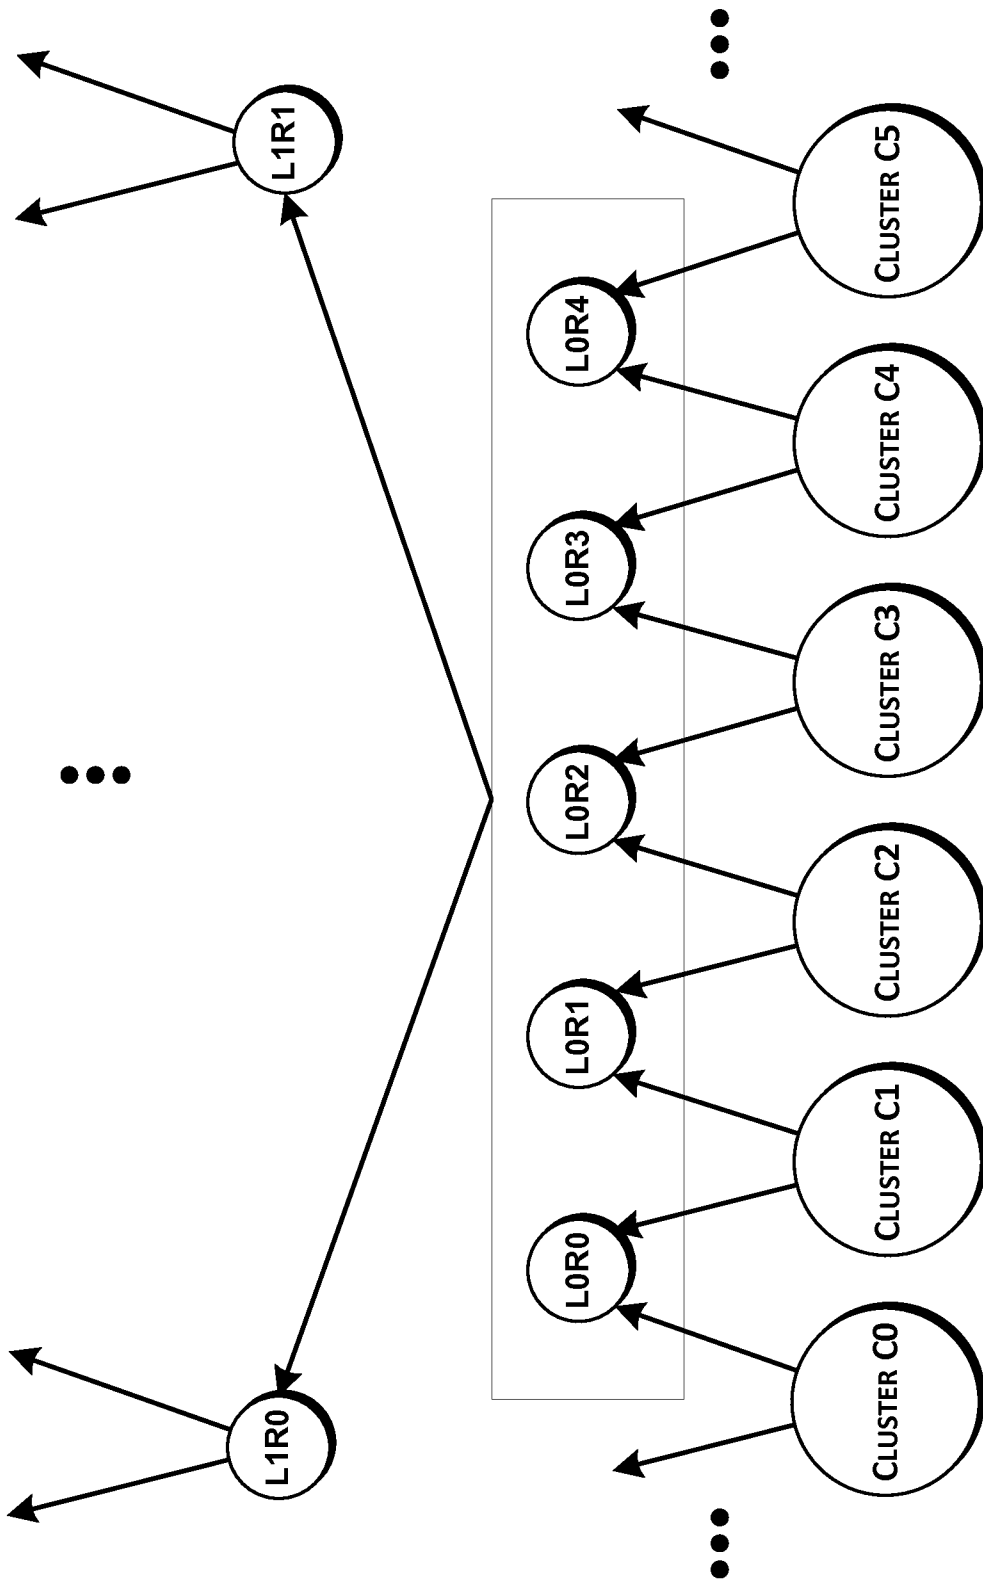 L1R0
L1R1
L0R0
L0R1
L0R2
L0R3
L0R4
CLUSTER C0
CLUSTER C1
CLUSTER C2
CLUSTER C3
CLUSTER C4
CLUSTER C5